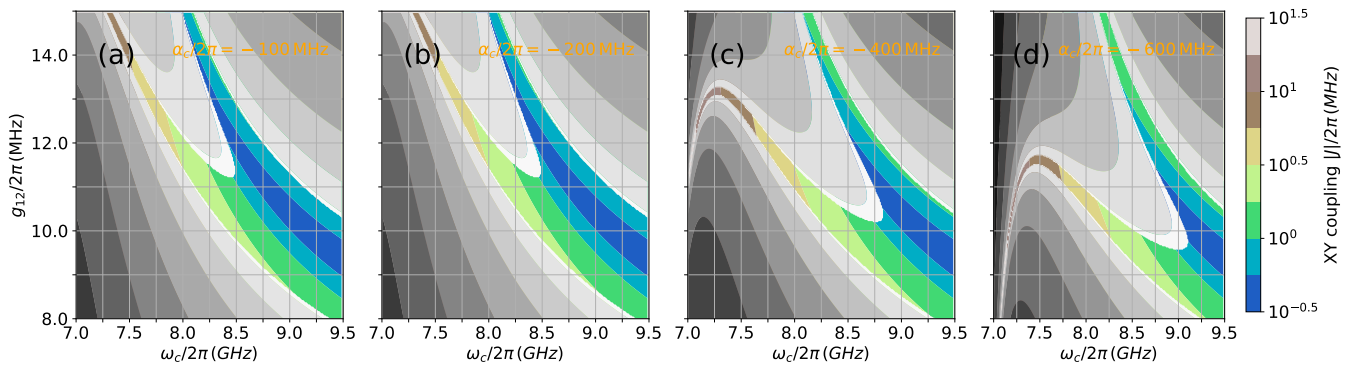 (a) α_c/2π = − 100 MHz
(b) α_c/2π = − 200 MHz
(c) α_c/2π = − 400 MHz
(d) α_c/2π = − 600 MHz
g₁₂/2π (MHz)
14.0
12.0
10.0
8.0
7.0 7.5 8.0 8.5 9.0 9.5
7.0 7.5 8.0 8.5 9.0 9.5
7.0 7.5 8.0 8.5 9.0 9.5
7.0 7.5 8.0 8.5 9.0 9.5
ω_c/2π (GHz)
ω_c/2π (GHz)
ω_c/2π (GHz)
ω_c/2π (GHz)
10^1.5
10^1
10^0.5
10^0
10^−0.5
XY coupling |J|/2π (MHz)